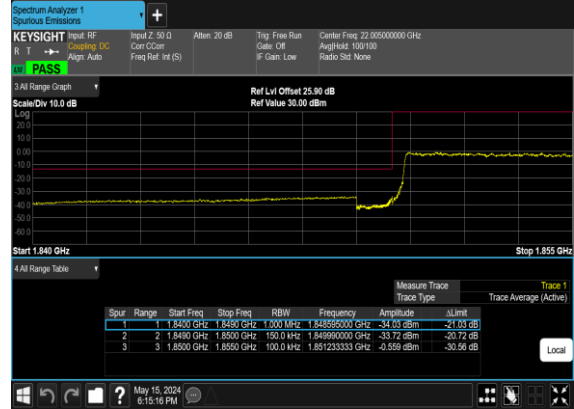 Spectrum Analyzer 1
Spurious Emissions
KEYSIGHT Input: RF Input Z: 50 Ω Atten: 20 dB Trig: Free Run Center Freq: 22.005000000 GHz
R T Coupling: DC Corr CCorr Gate: Off Avg|Hold: 100/100
Align: Auto Freq Ref: Int (S) IF Gain: Low Radio Std: None
PASS
3 All Range Graph
Ref Lvl Offset 25.90 dB
Scale/Div 10.0 dB Ref Value 30.00 dBm
Log
20.0
10.0
0.00
-10.0
-20.0
-30.0
-40.0
-50.0
-60.0
Start 1.840 GHz Stop 1.855 GHz
4 All Range Table
Measure Trace Trace 1
Trace Type Trace Average (Active)
Spur Range Start Freq Stop Freq RBW Frequency Amplitude ΔLimit
1 1 1.8400 GHz 1.8490 GHz 1.000 MHz 1.848595000 GHz -34.03 dBm -21.03 dB
2 2 1.8490 GHz 1.8500 GHz 150.0 kHz 1.849990000 GHz -33.72 dBm -20.72 dB
3 3 1.8500 GHz 1.8550 GHz 100.0 kHz 1.851233333 GHz -0.559 dBm -30.56 dB
Local
May 15, 2024
6:15:16 PM